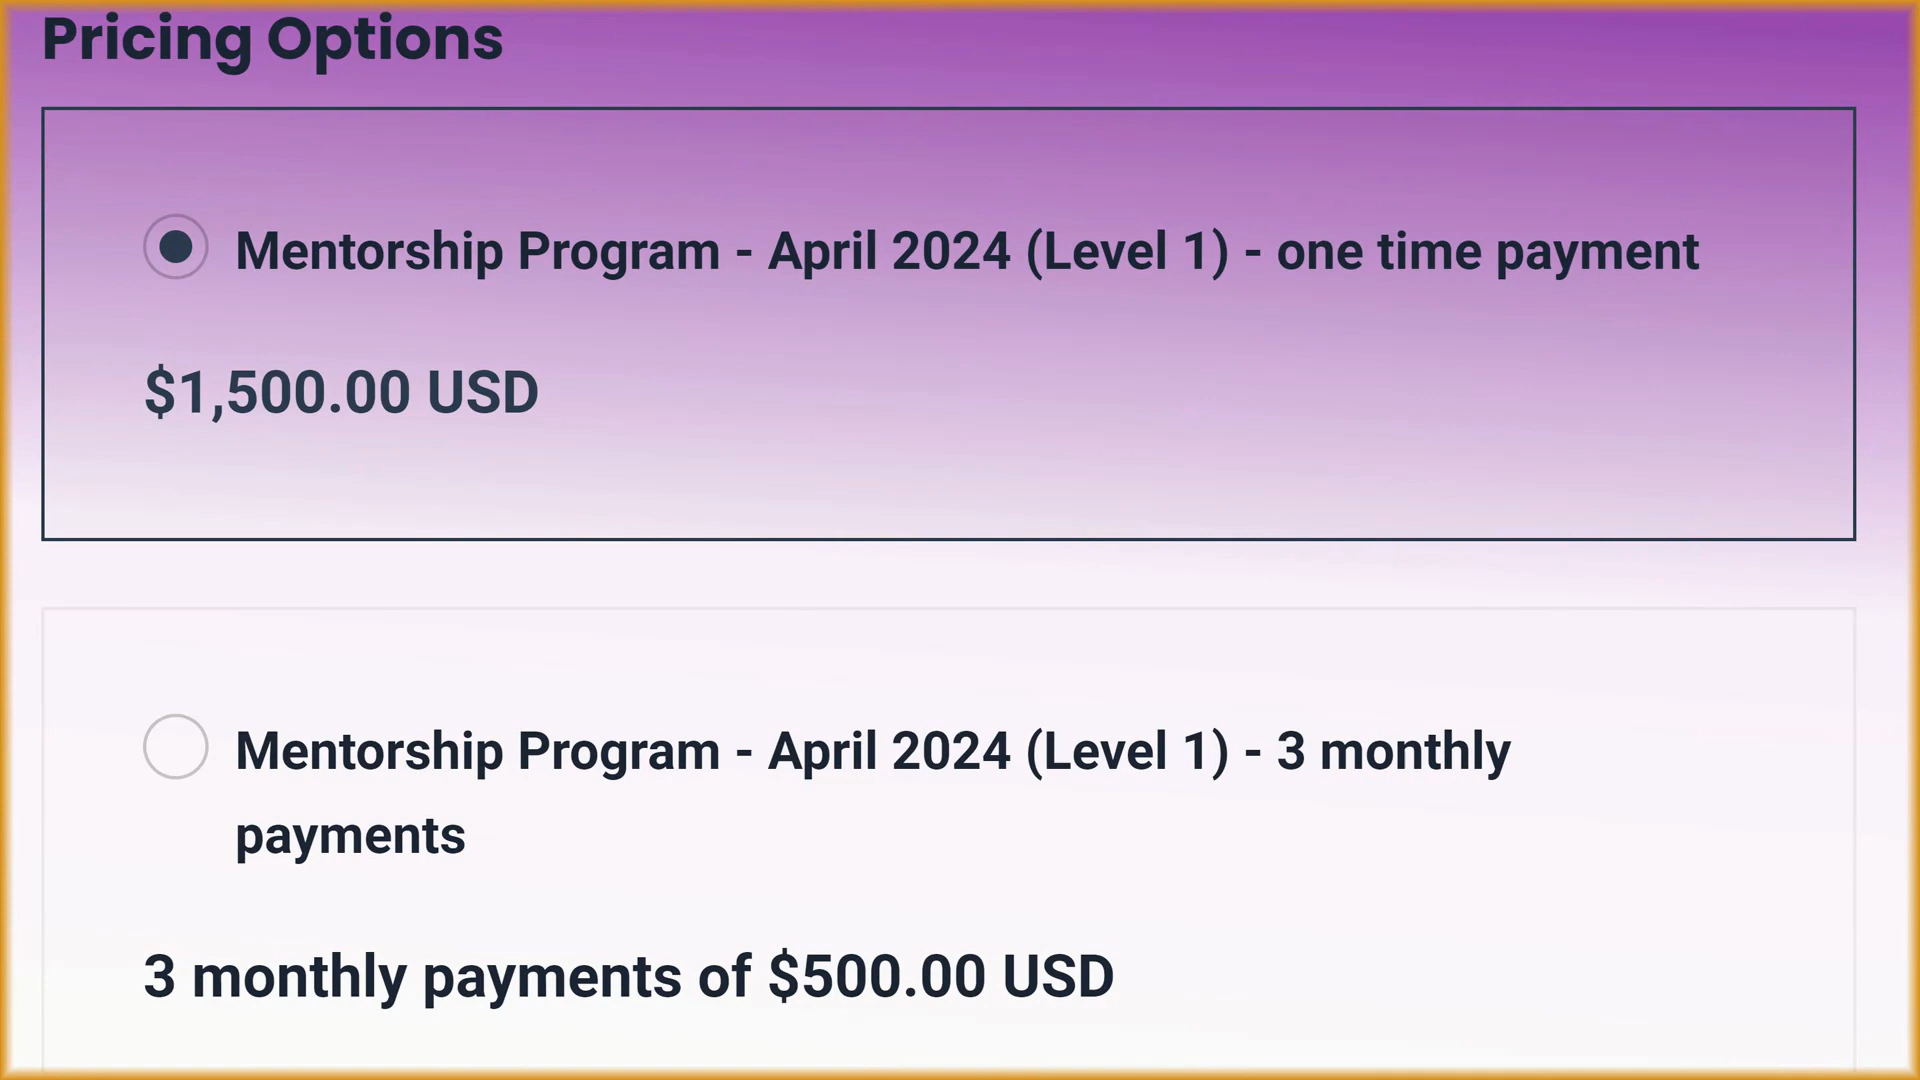 Pricing Options
Mentorship Program - April 2024 (Level 1) - one time payment
$1,500.00 USD
Mentorship Program - April 2024 (Level 1) - 3 monthly
payments
3 monthly payments of $500.00 USD